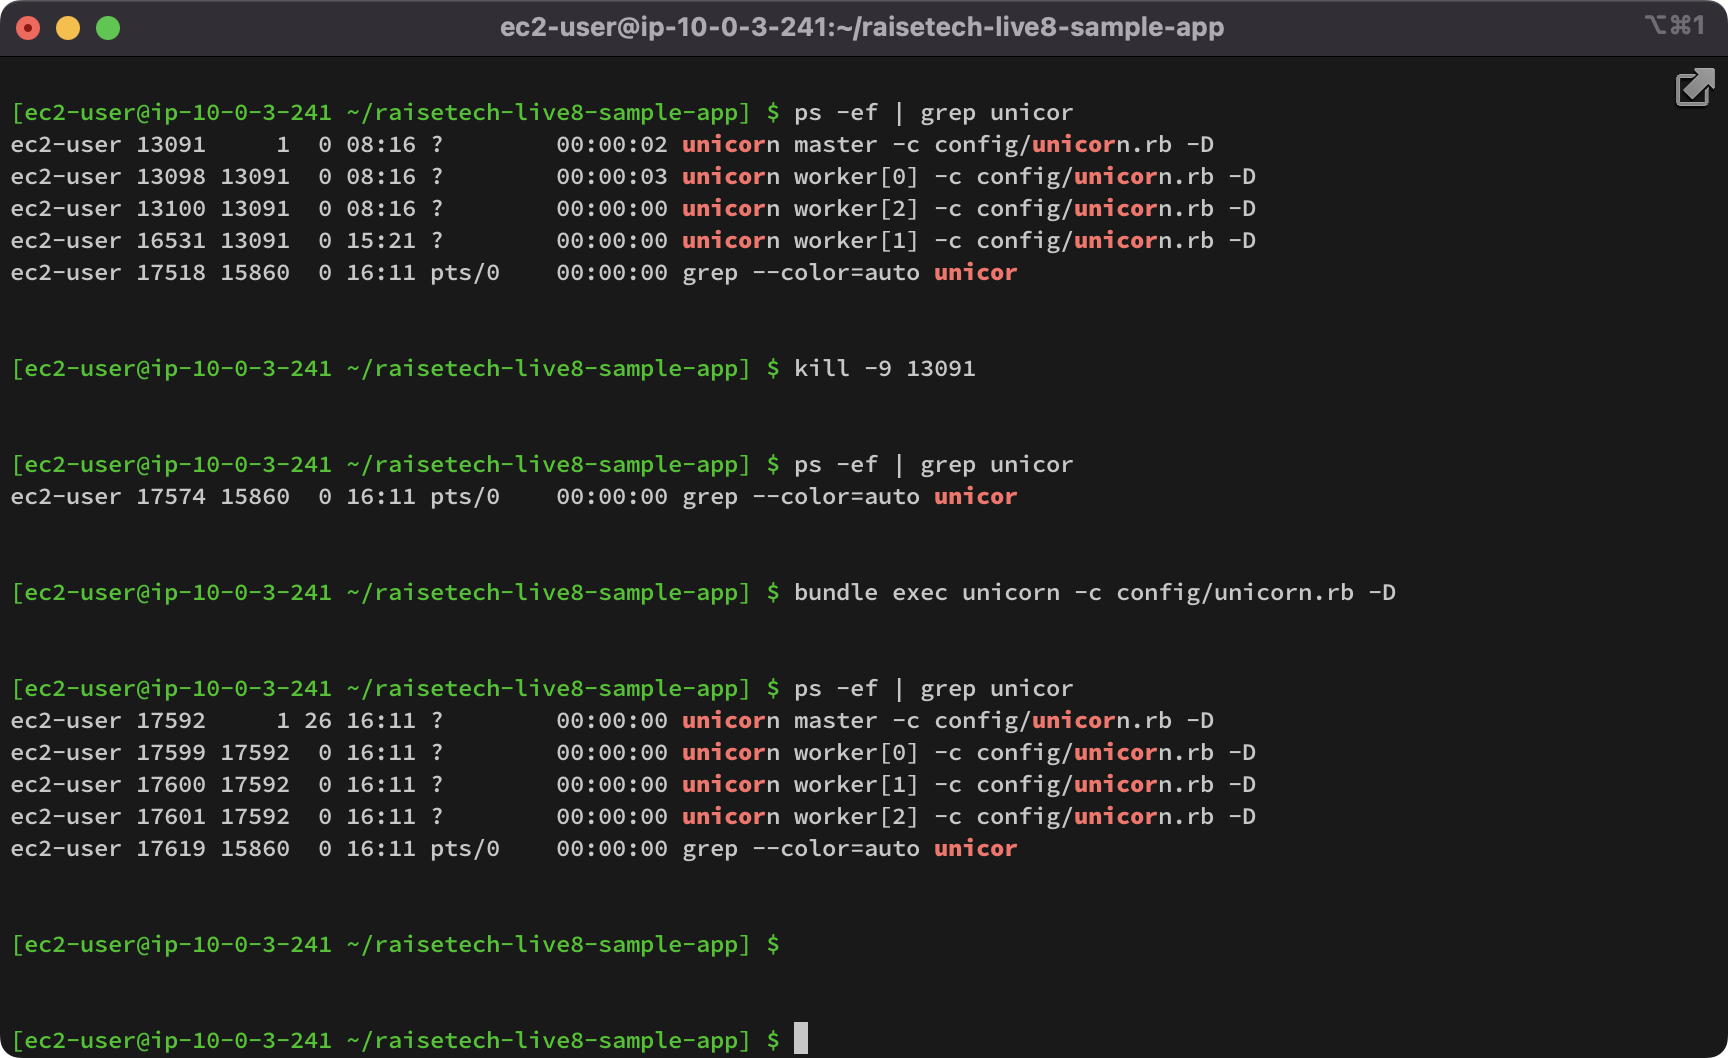 ec2-user@ip-10-0-3-241:~/raisetech-live8-sample-app ⌥⌘1
[ec2-user@ip-10-0-3-241 ~/raisetech-live8-sample-app] $ ps -ef | grep unicor
ec2-user 13091     1  0 08:16 ?        00:00:02 unicorn master -c config/unicorn.rb -D
ec2-user 13098 13091  0 08:16 ?        00:00:03 unicorn worker[0] -c config/unicorn.rb -D
ec2-user 13100 13091  0 08:16 ?        00:00:00 unicorn worker[2] -c config/unicorn.rb -D
ec2-user 16531 13091  0 15:21 ?        00:00:00 unicorn worker[1] -c config/unicorn.rb -D
ec2-user 17518 15860  0 16:11 pts/0    00:00:00 grep --color=auto unicor
[ec2-user@ip-10-0-3-241 ~/raisetech-live8-sample-app] $ kill -9 13091
[ec2-user@ip-10-0-3-241 ~/raisetech-live8-sample-app] $ ps -ef | grep unicor
ec2-user 17574 15860  0 16:11 pts/0    00:00:00 grep --color=auto unicor
[ec2-user@ip-10-0-3-241 ~/raisetech-live8-sample-app] $ bundle exec unicorn -c config/unicorn.rb -D
[ec2-user@ip-10-0-3-241 ~/raisetech-live8-sample-app] $ ps -ef | grep unicor
ec2-user 17592     1 26 16:11 ?        00:00:00 unicorn master -c config/unicorn.rb -D
ec2-user 17599 17592  0 16:11 ?        00:00:00 unicorn worker[0] -c config/unicorn.rb -D
ec2-user 17600 17592  0 16:11 ?        00:00:00 unicorn worker[1] -c config/unicorn.rb -D
ec2-user 17601 17592  0 16:11 ?        00:00:00 unicorn worker[2] -c config/unicorn.rb -D
ec2-user 17619 15860  0 16:11 pts/0    00:00:00 grep --color=auto unicor
[ec2-user@ip-10-0-3-241 ~/raisetech-live8-sample-app] $
[ec2-user@ip-10-0-3-241 ~/raisetech-live8-sample-app] $